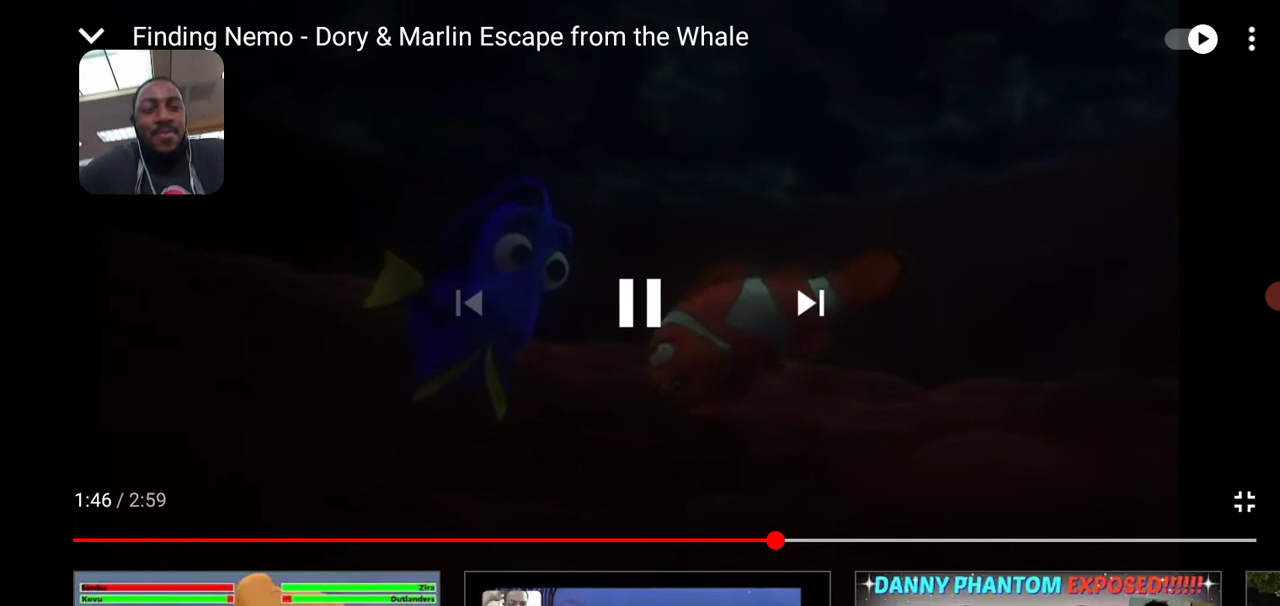 Finding Nemo - Dory & Marlin Escape from the Whale
1:46 / 2:59
Simba
Zira
Kovu
Outlanders
DANNY PHANTOM EXPOSED!!!!!!